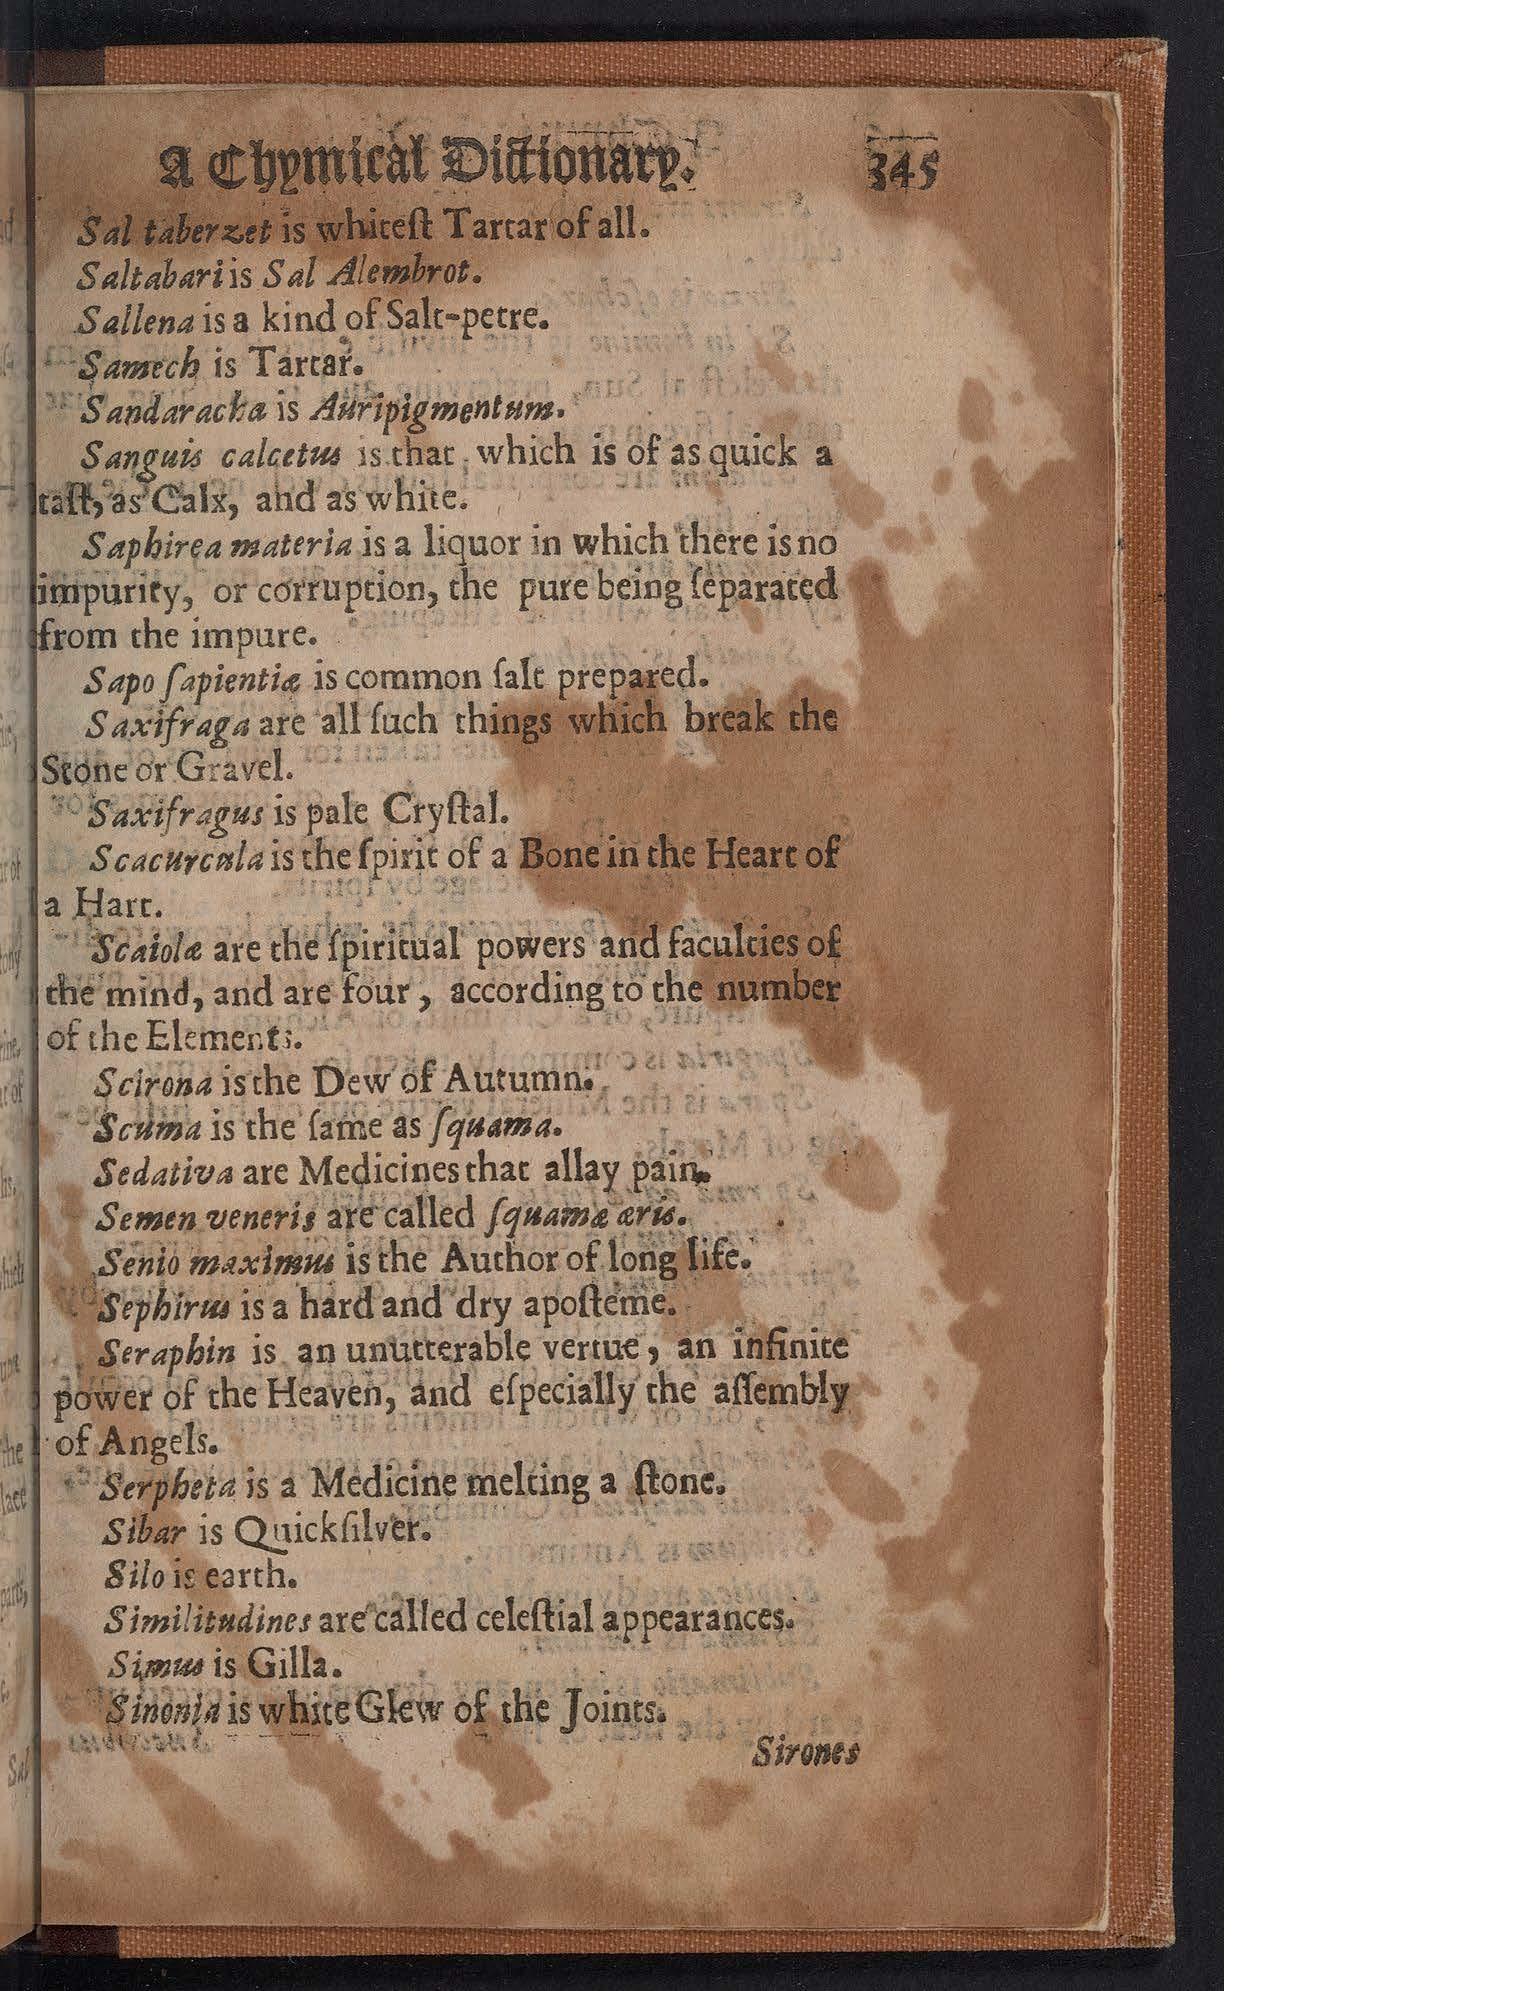 A Chymical Dictionary. 345
Sal taberzet is whiteſt Tartar of all.
Saltabari is Sal Alembrot.
Sallena is a kind of Salt-petre.
Samech is Tartar.
Sandaracha is Auripigmentum.
Sanguis calcetus is that which is of as quick a
taſt, as Calx, and as white.
Saphirea materia is a liquor in which there is no
impurity, or corruption, the pure being ſeparated
from the impure.
Sapo ſapientiæ is common ſalt prepared.
Saxifraga are all ſuch things which break the
Stone or Gravel.
Saxifragus is pale Cryſtal.
Scacurcula is the ſpirit of a Bone in the Heart of
a Hart.
Scaiolæ are the ſpiritual powers and faculties of
the mind, and are four, according to the number
of the Elements.
Scirona is the Dew of Autumn.
Scuma is the ſame as ſquama.
Sedativa are Medicines that allay pain.
Semen veneris are called ſquamæ æris.
Senio maximus is the Author of long life.
Sephirus is a hard and dry apoſteme.
Seraphin is an unutterable vertue, an infinite
power of the Heaven, and eſpecially the aſſembly
of Angels.
Serpheta is a Medicine melting a ſtone.
Sibar is Quickſilver.
Silo is earth.
Similitudines are called celeſtial appearances.
Simus is Gilla.
Sinonia is white Glew of the Joints.
Sirones